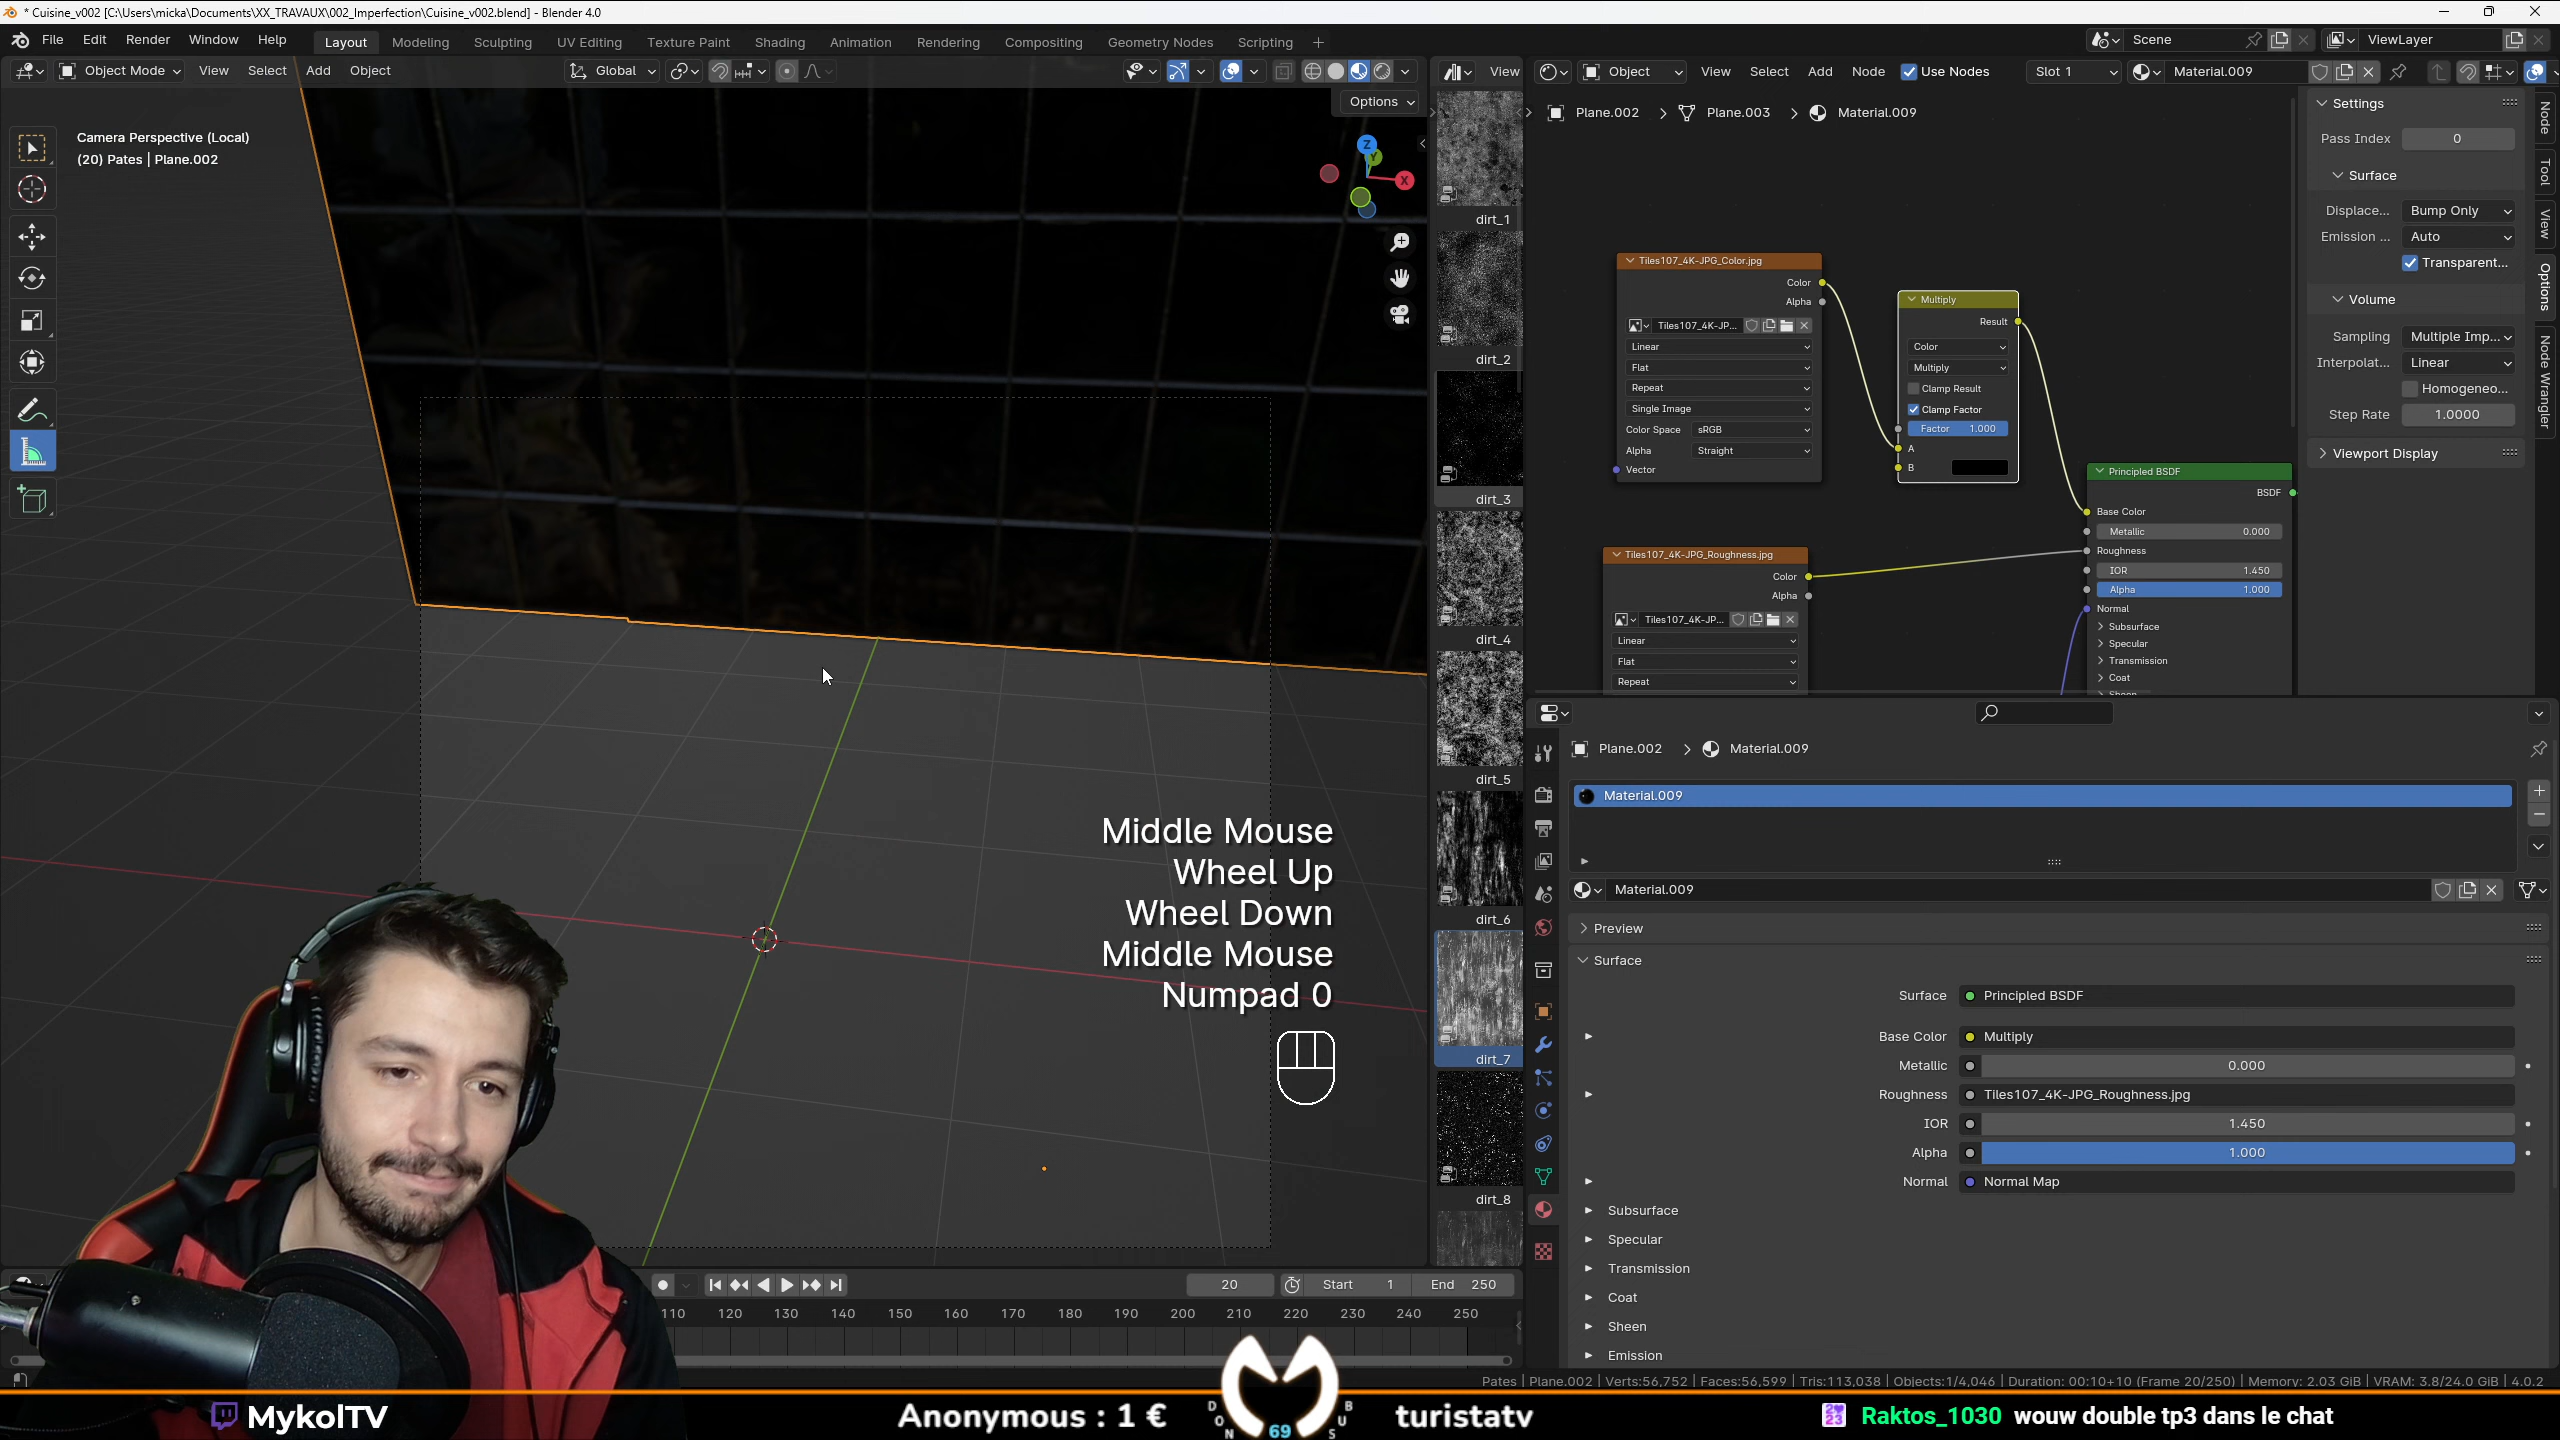 * Cuisine_v002 [C:\Users\micka\Documents\XX_TRAVAUX\002_Imperfection\Cuisine_v002.blend] - Blender 4.0
File Edit Render Window Help
Layout Modeling Sculpting UV Editing Texture Paint Shading Animation Rendering Compositing Geometry Nodes Scripting +
Scene
ViewLayer
Object Mode View Select Add Object
Global
Options
Camera Perspective (Local)
(20) Pates | Plane.002
Z
Y
X
View
dirt_1
dirt_2
dirt_3
dirt_4
dirt_5
dirt_6
dirt_7
dirt_8
Object View Select Add Node Use Nodes Slot 1 Material.009
Plane.002 > Plane.003 > Material.009
Tiles107_4K-JPG_Color.jpg
Color
Alpha
Tiles107_4K-JP...
Linear
Flat
Repeat
Single Image
Color Space sRGB
Alpha Straight
Vector
Multiply
Result
Color
Multiply
Clamp Result
Clamp Factor
Factor 1.000
A
B
Tiles107_4K-JPG_Roughness.jpg
Color
Alpha
Tiles107_4K-JP...
Linear
Flat
Repeat
Principled BSDF
BSDF
Base Color
Metallic 0.000
Roughness
IOR 1.450
Alpha 1.000
Normal
Subsurface
Specular
Transmission
Coat
Sheen
Settings
Pass Index 0
Surface
Displace... Bump Only
Emission ... Auto
Transparent...
Volume
Sampling Multiple Imp...
Interpolat... Linear
Homogeneo...
Step Rate 1.0000
Viewport Display
Node
Tool
View
Options
Node Wrangler
Plane.002 > Material.009
Material.009
Material.009
Preview
Surface
Surface Principled BSDF
Base Color Multiply
Metallic 0.000
Roughness Tiles107_4K-JPG_Roughness.jpg
IOR 1.450
Alpha 1.000
Normal Normal Map
Subsurface
Specular
Transmission
Coat
Sheen
Emission
Middle Mouse
Wheel Up
Wheel Down
Middle Mouse
Numpad 0
20 Start 1 End 250
110 120 130 140 150 160 170 180 190 200 210 220 230 240 250
Pates | Plane.002 | Verts:56,752 | Faces:56,599 | Tris:113,038 | Objects:1/4,046 | Duration: 00:10+10 (Frame 20/250) | Memory: 2.03 GiB | VRAM: 3.8/24.0 GiB | 4.0.2
MykolTV
Anonymous : 1 €
DON
69
BUS
turistatv
2023
Raktos_1030 wouw double tp3 dans le chat